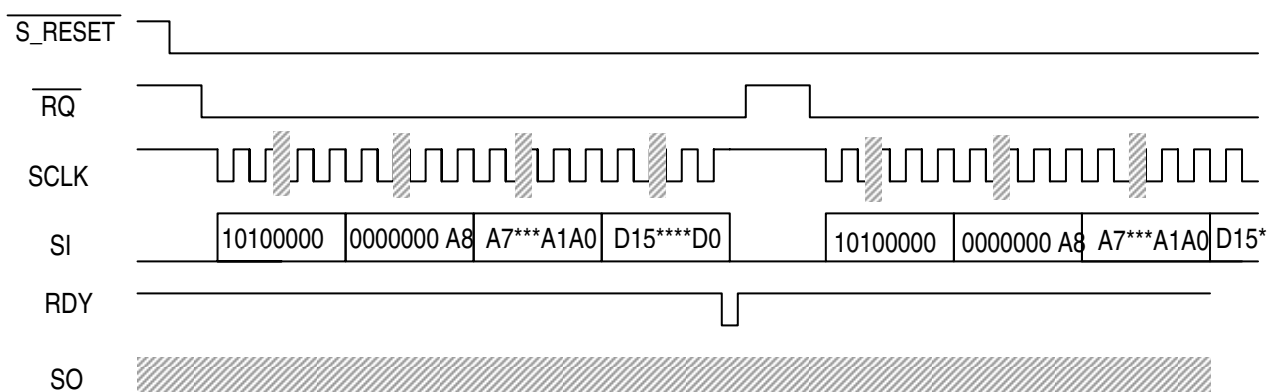 S_RESET
RQ
SCLK
SI 10100000 0000000 A8 A7***A1A0 D15****D0 10100000 0000000 A8 A7***A1A0 D15*
RDY
SO